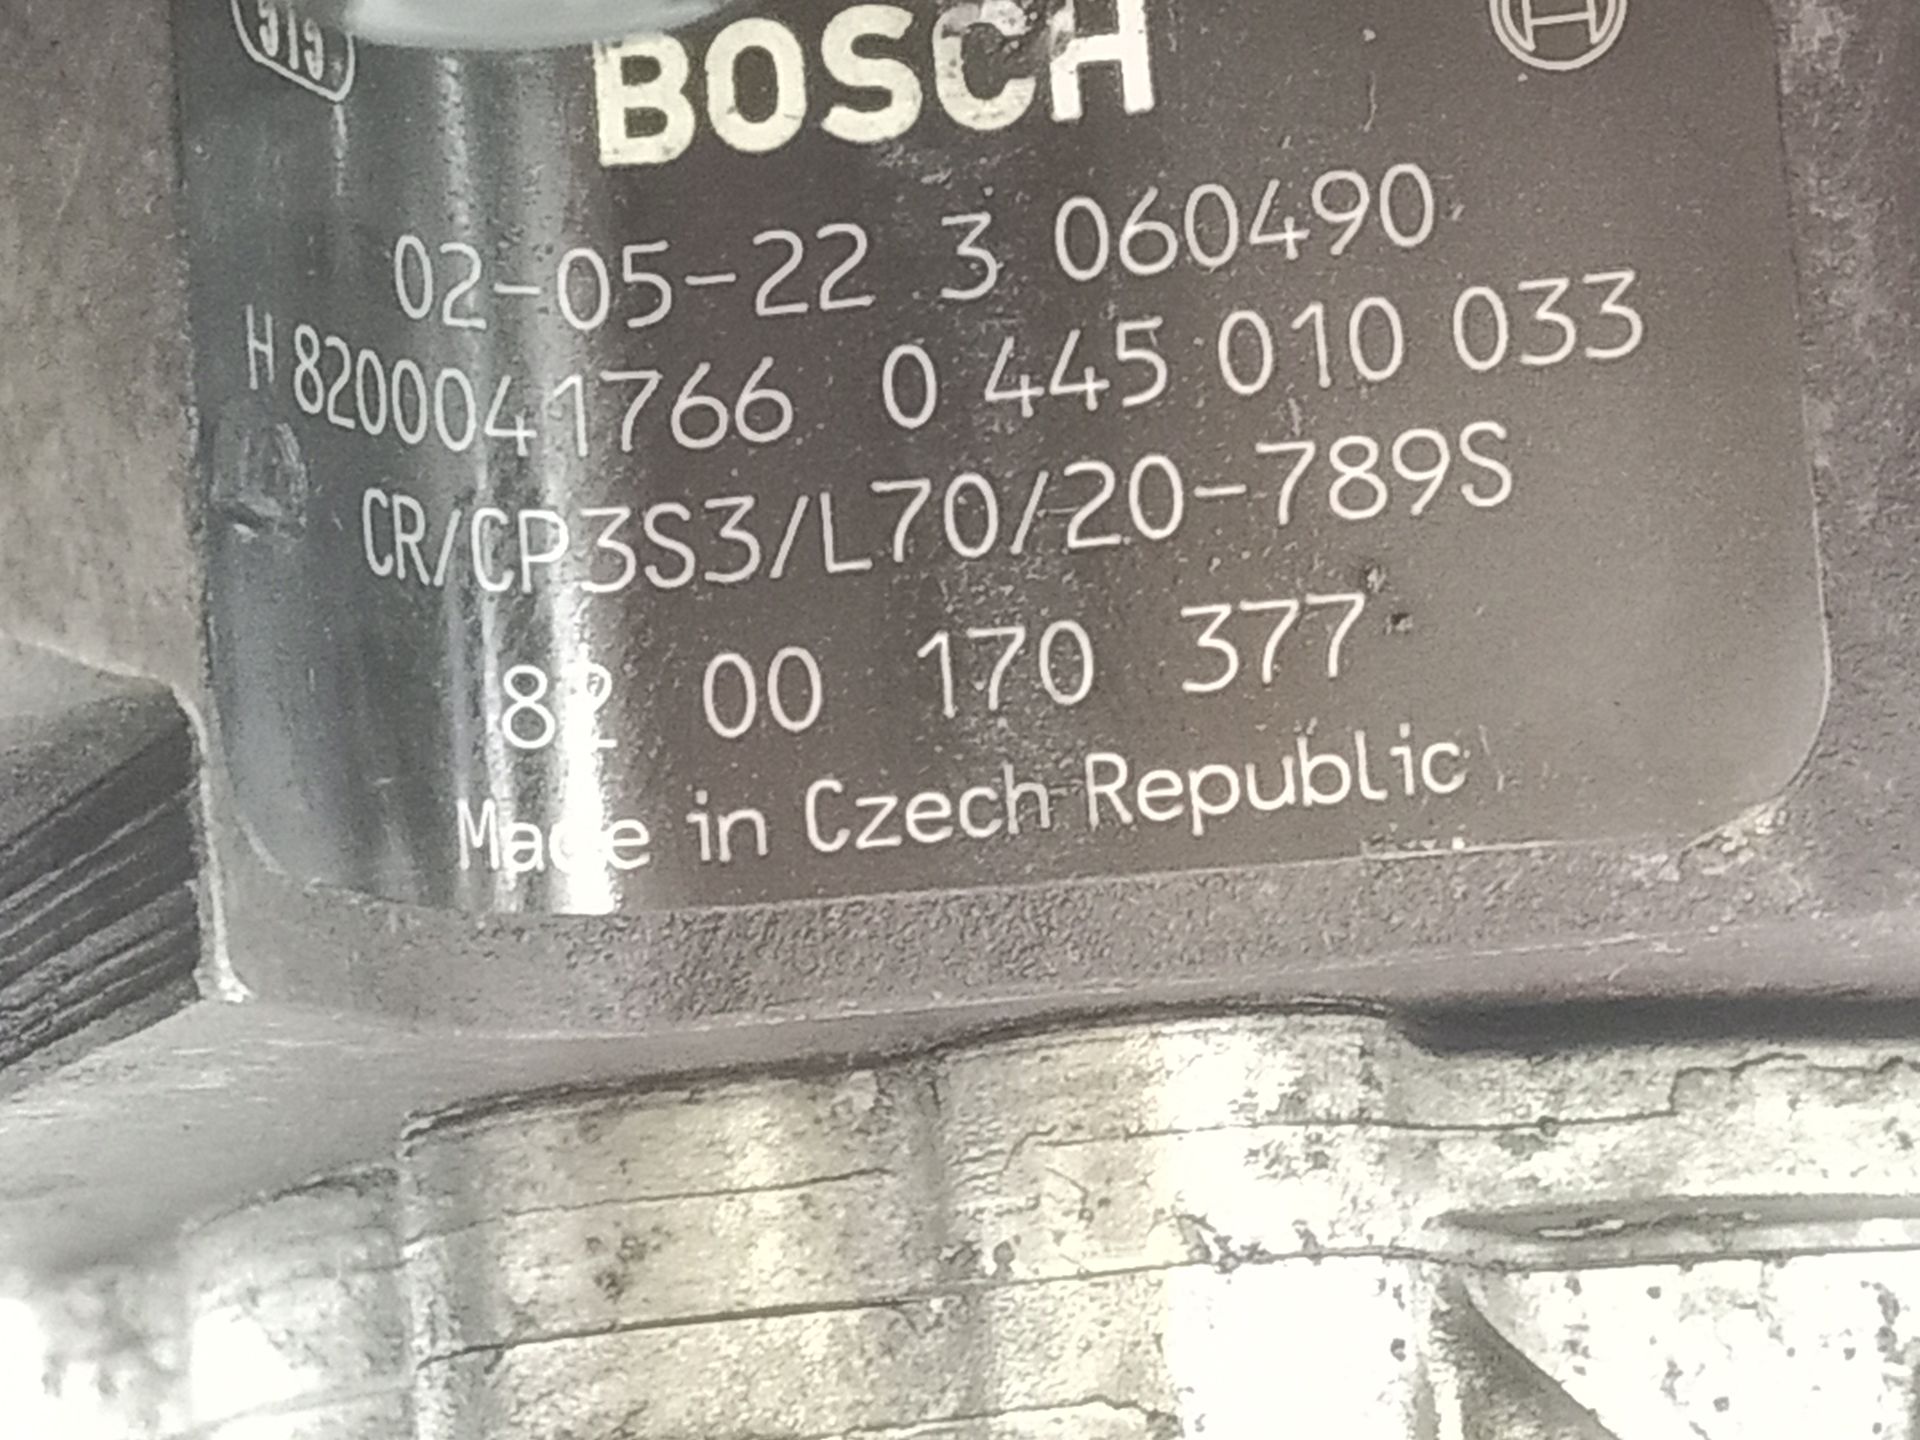 BOSCH
02-05-22 3 060490
H 8200041766 0 445 010 033
CR/CP3S3/L70/20-789S
82 00 170 377
Made in Czech Republic